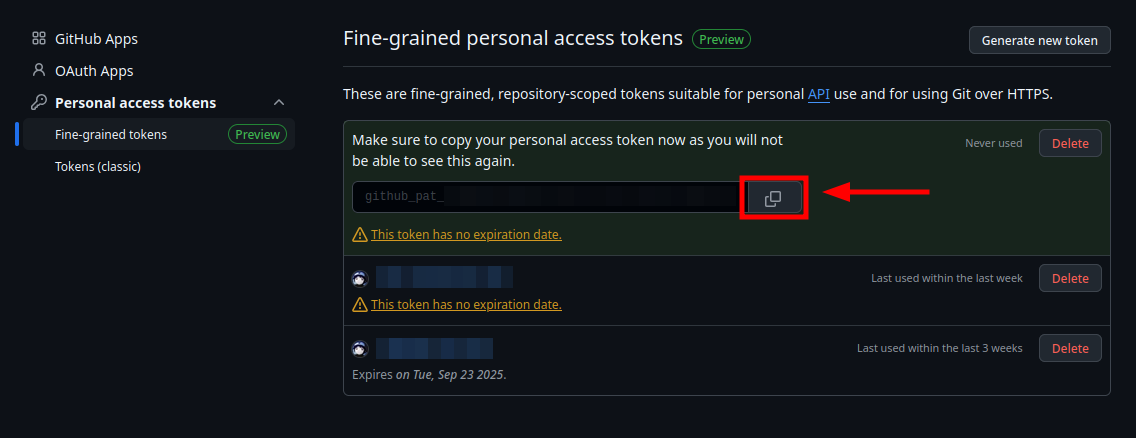 GitHub Apps
OAuth Apps
Personal access tokens
Fine-grained tokens Preview
Tokens (classic)
Fine-grained personal access tokens Preview
Generate new token
These are fine-grained, repository-scoped tokens suitable for personal API use and for using Git over HTTPS.
Make sure to copy your personal access token now as you will not
be able to see this again.
Never used
Delete
github_pat_
This token has no expiration date.
Last used within the last week
Delete
This token has no expiration date.
Last used within the last 3 weeks
Delete
Expires on Tue, Sep 23 2025.